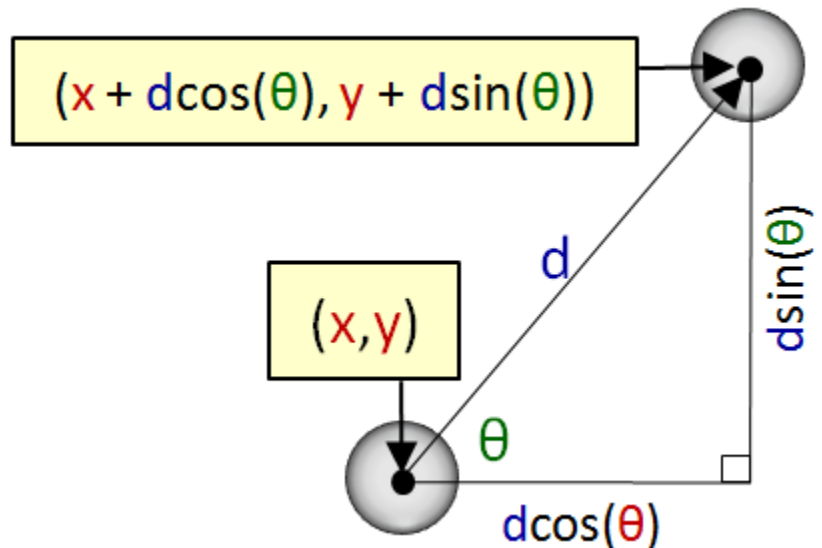 (x + dcos(θ), y + dsin(θ))
d
dsin(θ)
(x,y)
θ
dcos(θ)